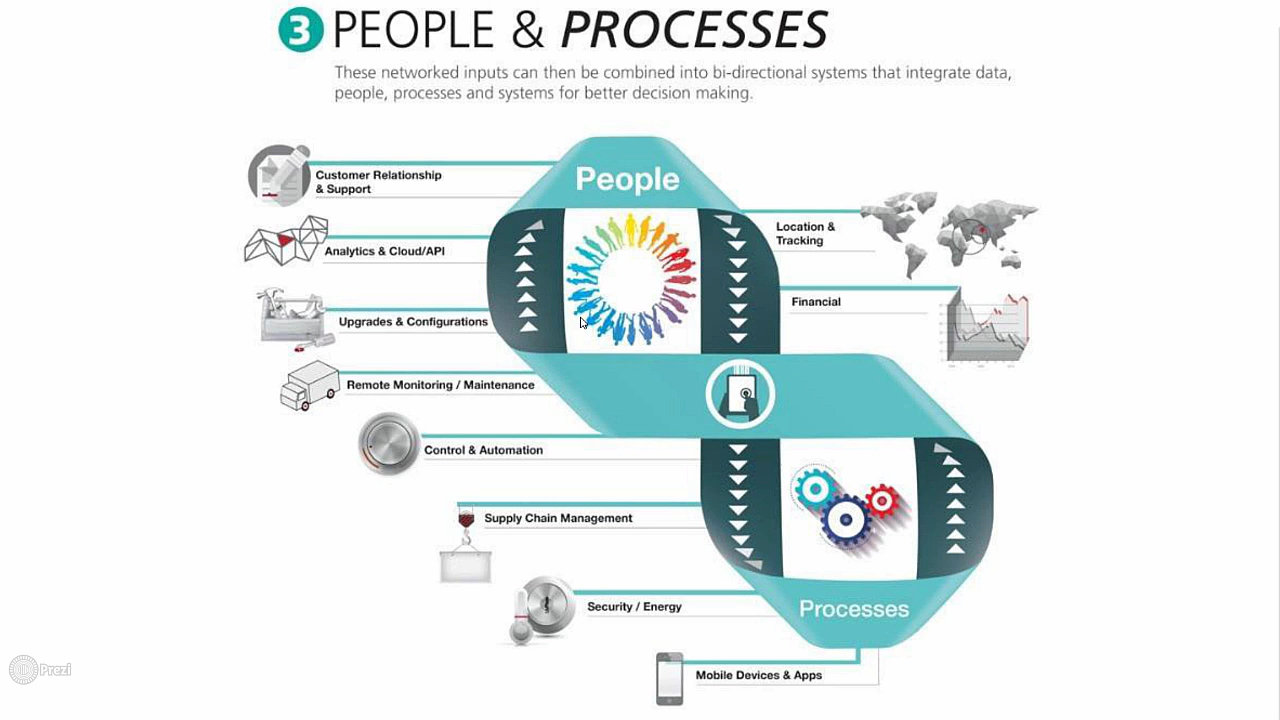 3 PEOPLE & PROCESSES
These networked inputs can then be combined into bi-directional systems that integrate data,
people, processes and systems for better decision making.
People
Customer Relationship
& Support
Analytics & Cloud/API
Upgrades & Configurations
Remote Monitoring / Maintenance
Control & Automation
Supply Chain Management
Security / Energy
Mobile Devices & Apps
Location &
Tracking
Financial
Processes
Prezi